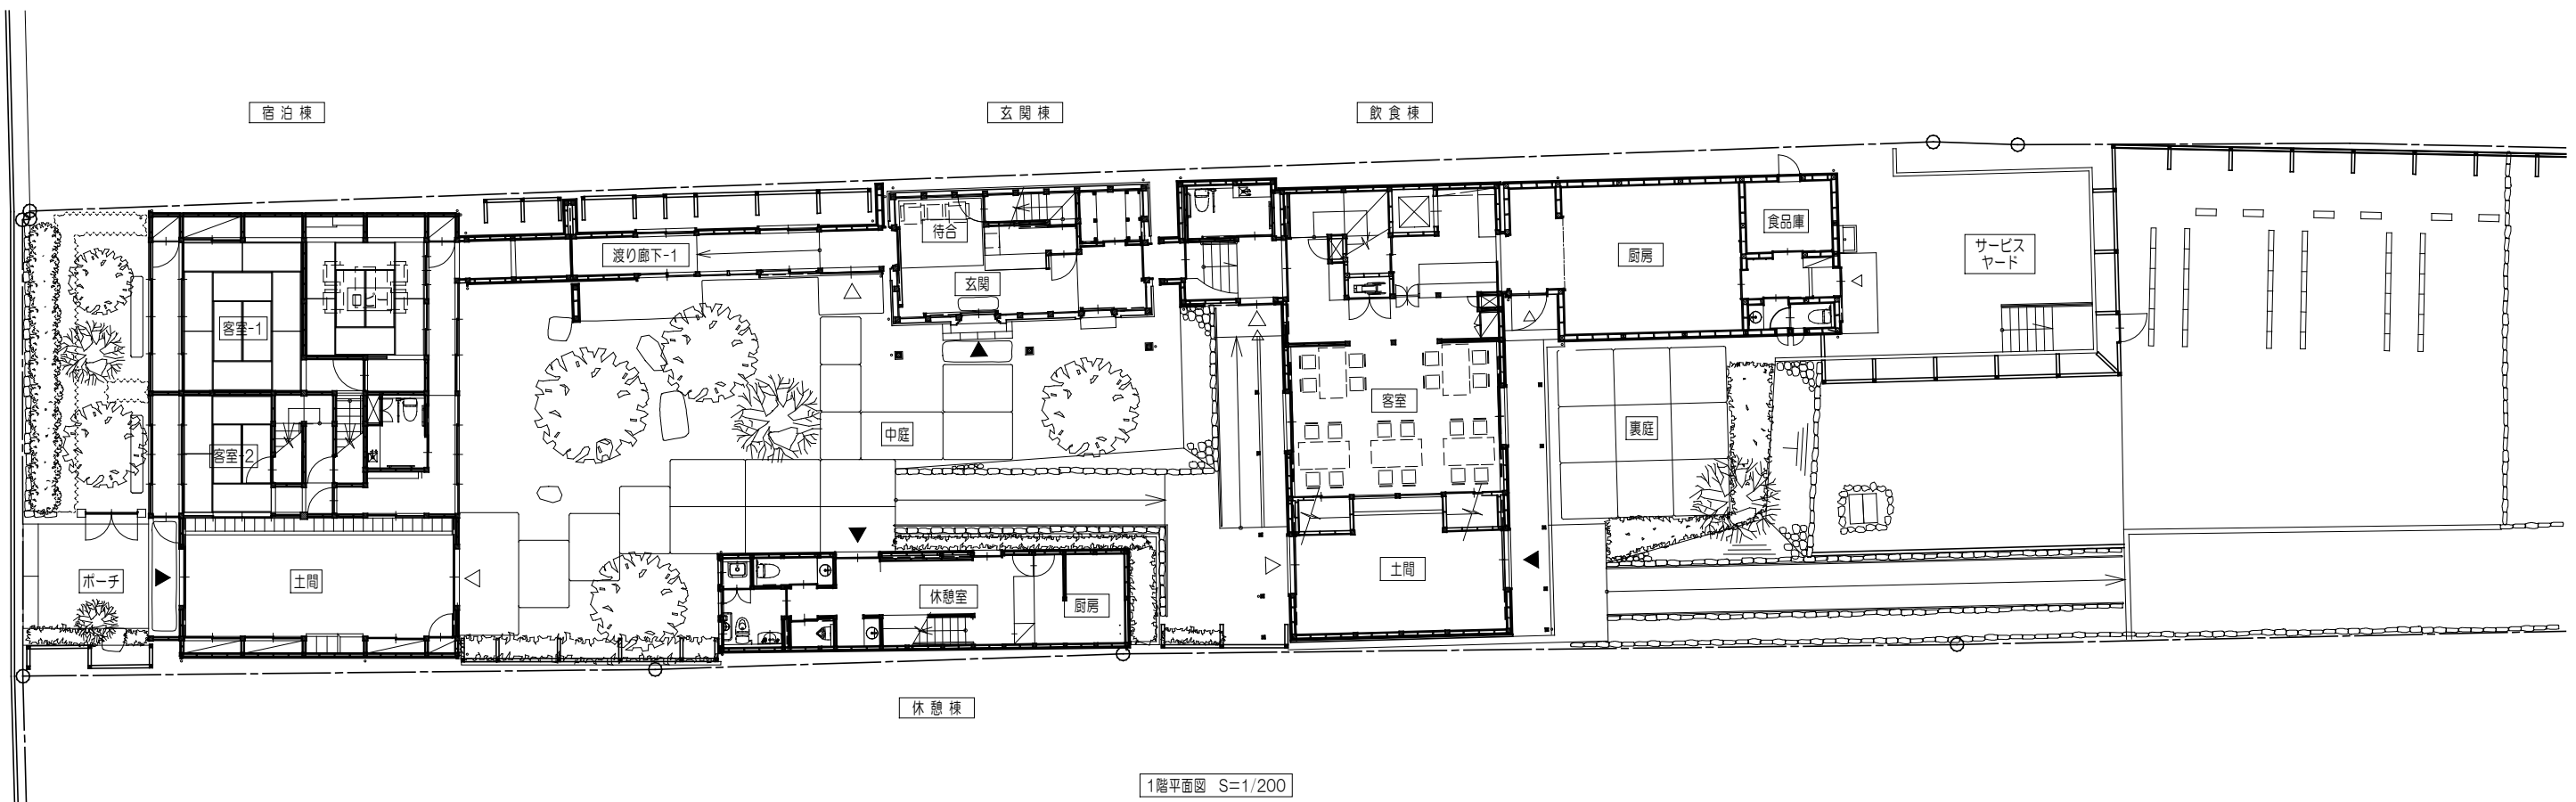 宿泊棟
玄関棟
飲食棟
待合
渡り廊下-1
玄関
厨房
食品庫
サービス
ヤード
客室-1
客室-2
中庭
客室
裏庭
ポーチ
土間
休憩室
厨房
土間
休憩棟
1階平面図 S=1/200